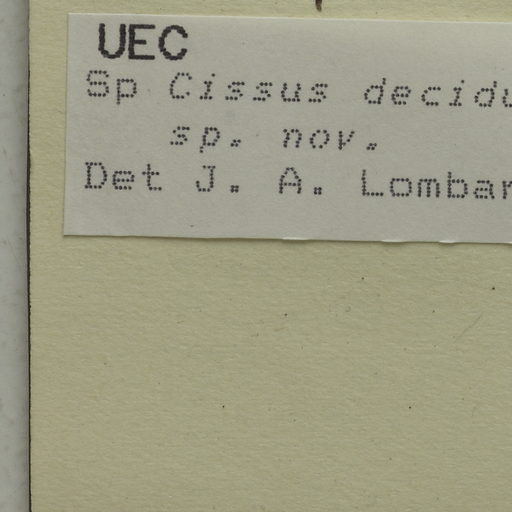 UEC
Sp Cissus decidu
sp. nov.
Det J. A. Lombar